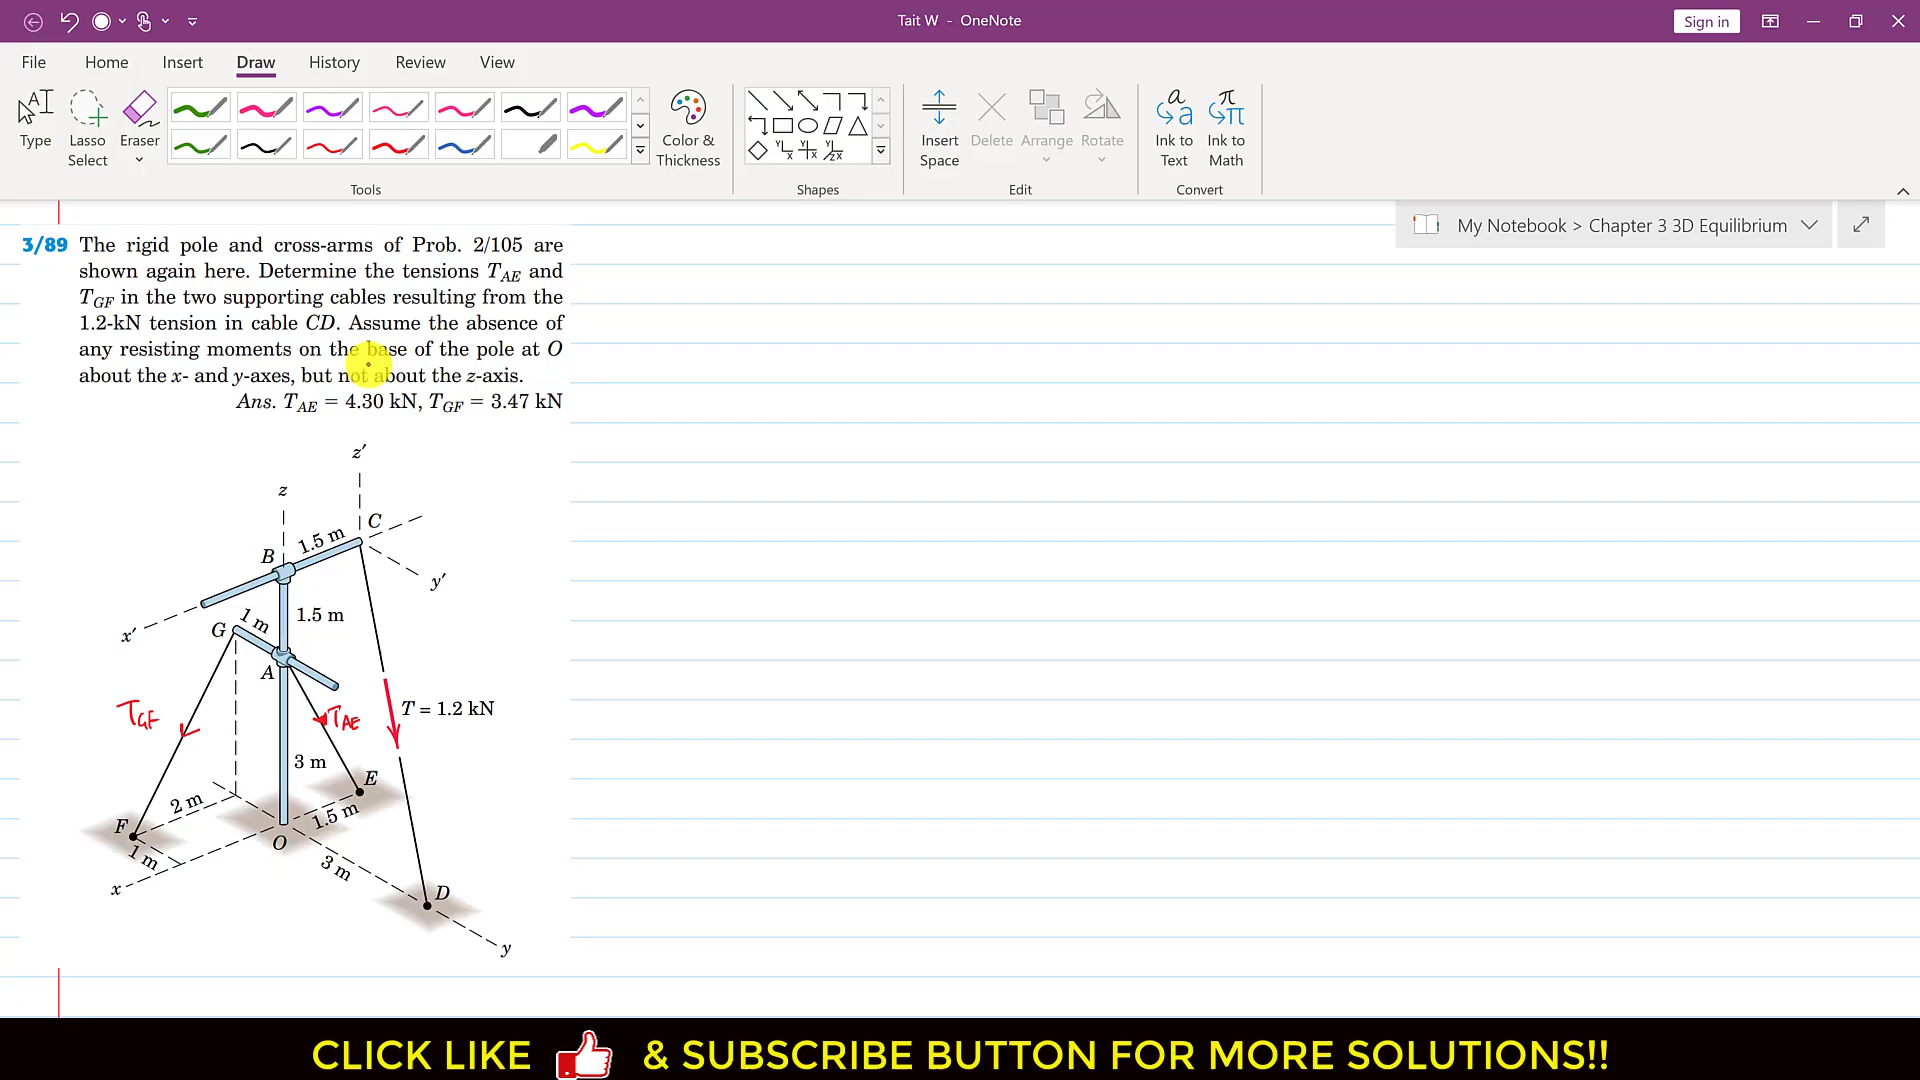 Tait W - OneNote
Sign in
File Home Insert Draw History Review View
Type
Lasso Select
Eraser
Color & Thickness
Insert Space
Delete
Arrange
Rotate
Ink to Text
Ink to Math
Tools
Shapes
Edit
Convert
My Notebook > Chapter 3 3D Equilibrium
3/89 The rigid pole and cross-arms of Prob. 2/105 are
shown again here. Determine the tensions T_AE and
T_GF in the two supporting cables resulting from the
1.2-kN tension in cable CD. Assume the absence of
any resisting moments on the base of the pole at O
about the x- and y-axes, but not about the z-axis.
Ans. T_AE = 4.30 kN, T_GF = 3.47 kN
z′
z
C
1.5 m
B
y′
1.5 m
1 m
G
x′
A
T_GF
T_AE
T = 1.2 kN
3 m
E
2 m
1.5 m
F
O
1 m
3 m
x
D
y
CLICK LIKE & SUBSCRIBE BUTTON FOR MORE SOLUTIONS!!